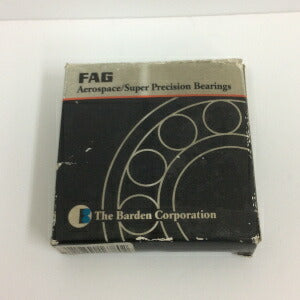 FAG
Aerospace/Super Precision Bearings
The Barden Corporation